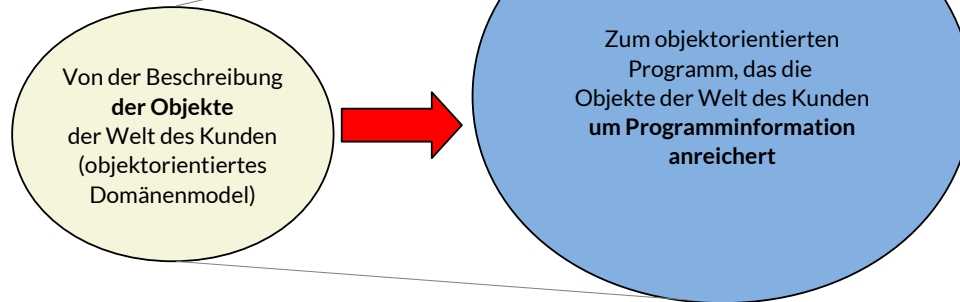 Von der Beschreibung
der Objekte
der Welt des Kunden
(objektorientiertes
Domänenmodel)
Zum objektorientierten
Programm, das die
Objekte der Welt des Kunden
um Programminformation
anreichert